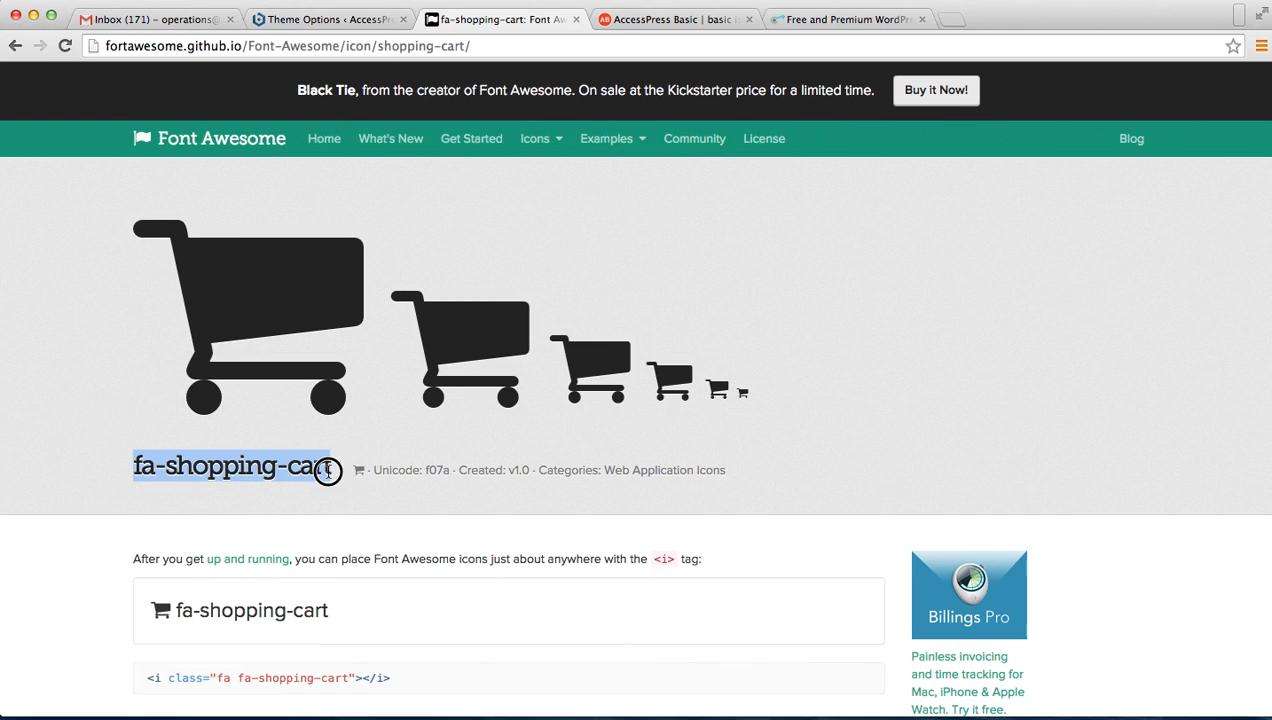 Inbox (171) – operations@
Theme Options ‹ AccessPr
fa-shopping-cart: Font Aw
AccessPress Basic | basic
Free and Premium WordPr
fortawesome.github.io/Font-Awesome/icon/shopping-cart/
Black Tie, from the creator of Font Awesome. On sale at the Kickstarter price for a limited time.
Buy it Now!
Font Awesome
Home
What's New
Get Started
Icons
Examples
Community
License
Blog
fa-shopping-cart
· Unicode: f07a · Created: v1.0 · Categories: Web Application Icons
After you get up and running, you can place Font Awesome icons just about anywhere with the <i> tag:
fa-shopping-cart
<i class="fa fa-shopping-cart"></i>
Billings Pro
Painless invoicing
and time tracking for
Mac, iPhone & Apple
Watch. Try it free.